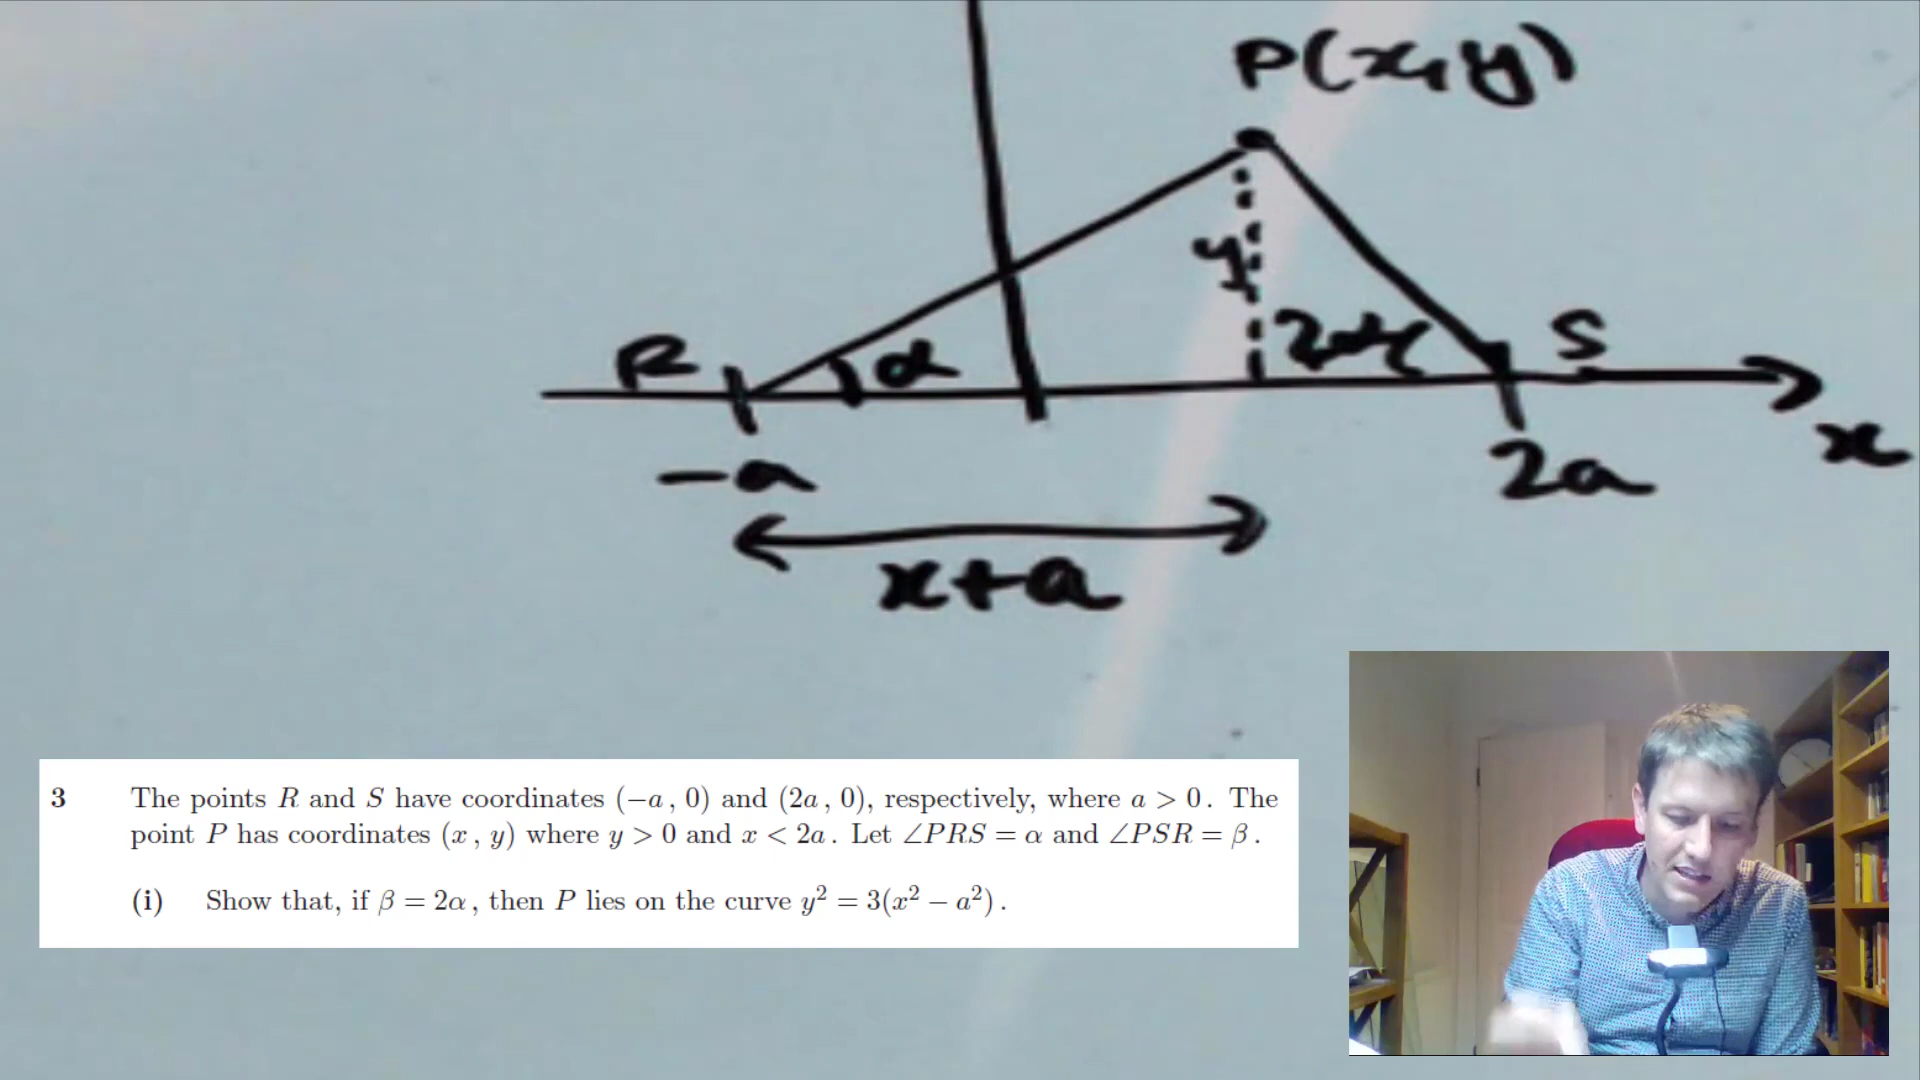 P(x,y)
y
R
α
2α
S
-a
2a
x
x+a
3 The points R and S have coordinates (−a, 0) and (2a, 0), respectively, where a > 0. The
point P has coordinates (x, y) where y > 0 and x < 2a. Let ∠PRS = α and ∠PSR = β.
(i) Show that, if β = 2α, then P lies on the curve y² = 3(x² − a²).